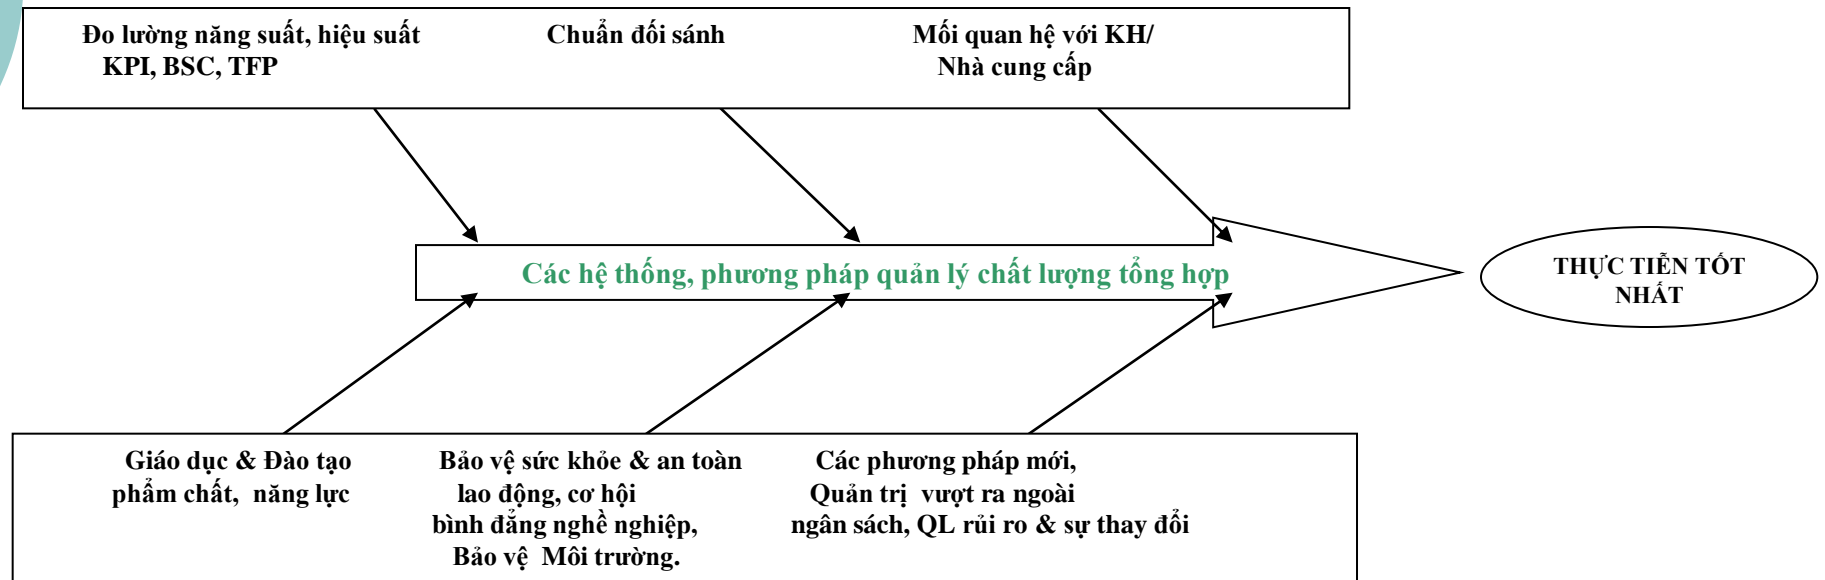 Đo lường năng suất, hiệu suất
KPI, BSC, TFP
Chuẩn đối sánh
Mối quan hệ với KH/
Nhà cung cấp
Các hệ thống, phương pháp quản lý chất lượng tổng hợp
THỰC TIỄN TỐT
NHẤT
Giáo dục & Đào tạo
phẩm chất, năng lực
Bảo vệ sức khỏe & an toàn
lao động, cơ hội
bình đẳng nghề nghiệp,
Bảo vệ Môi trường.
Các phương pháp mới,
Quản trị vượt ra ngoài
ngân sách, QL rủi ro & sự thay đổi